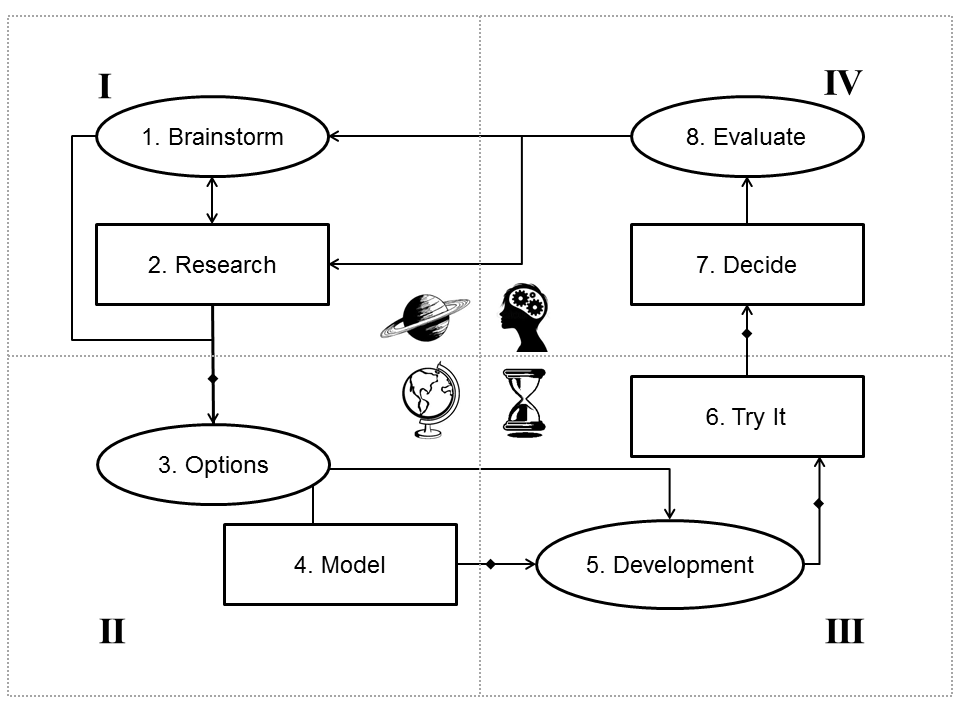 I
IV
1. Brainstorm
8. Evaluate
2. Research
7. Decide
6. Try It
3. Options
4. Model
5. Development
II
III